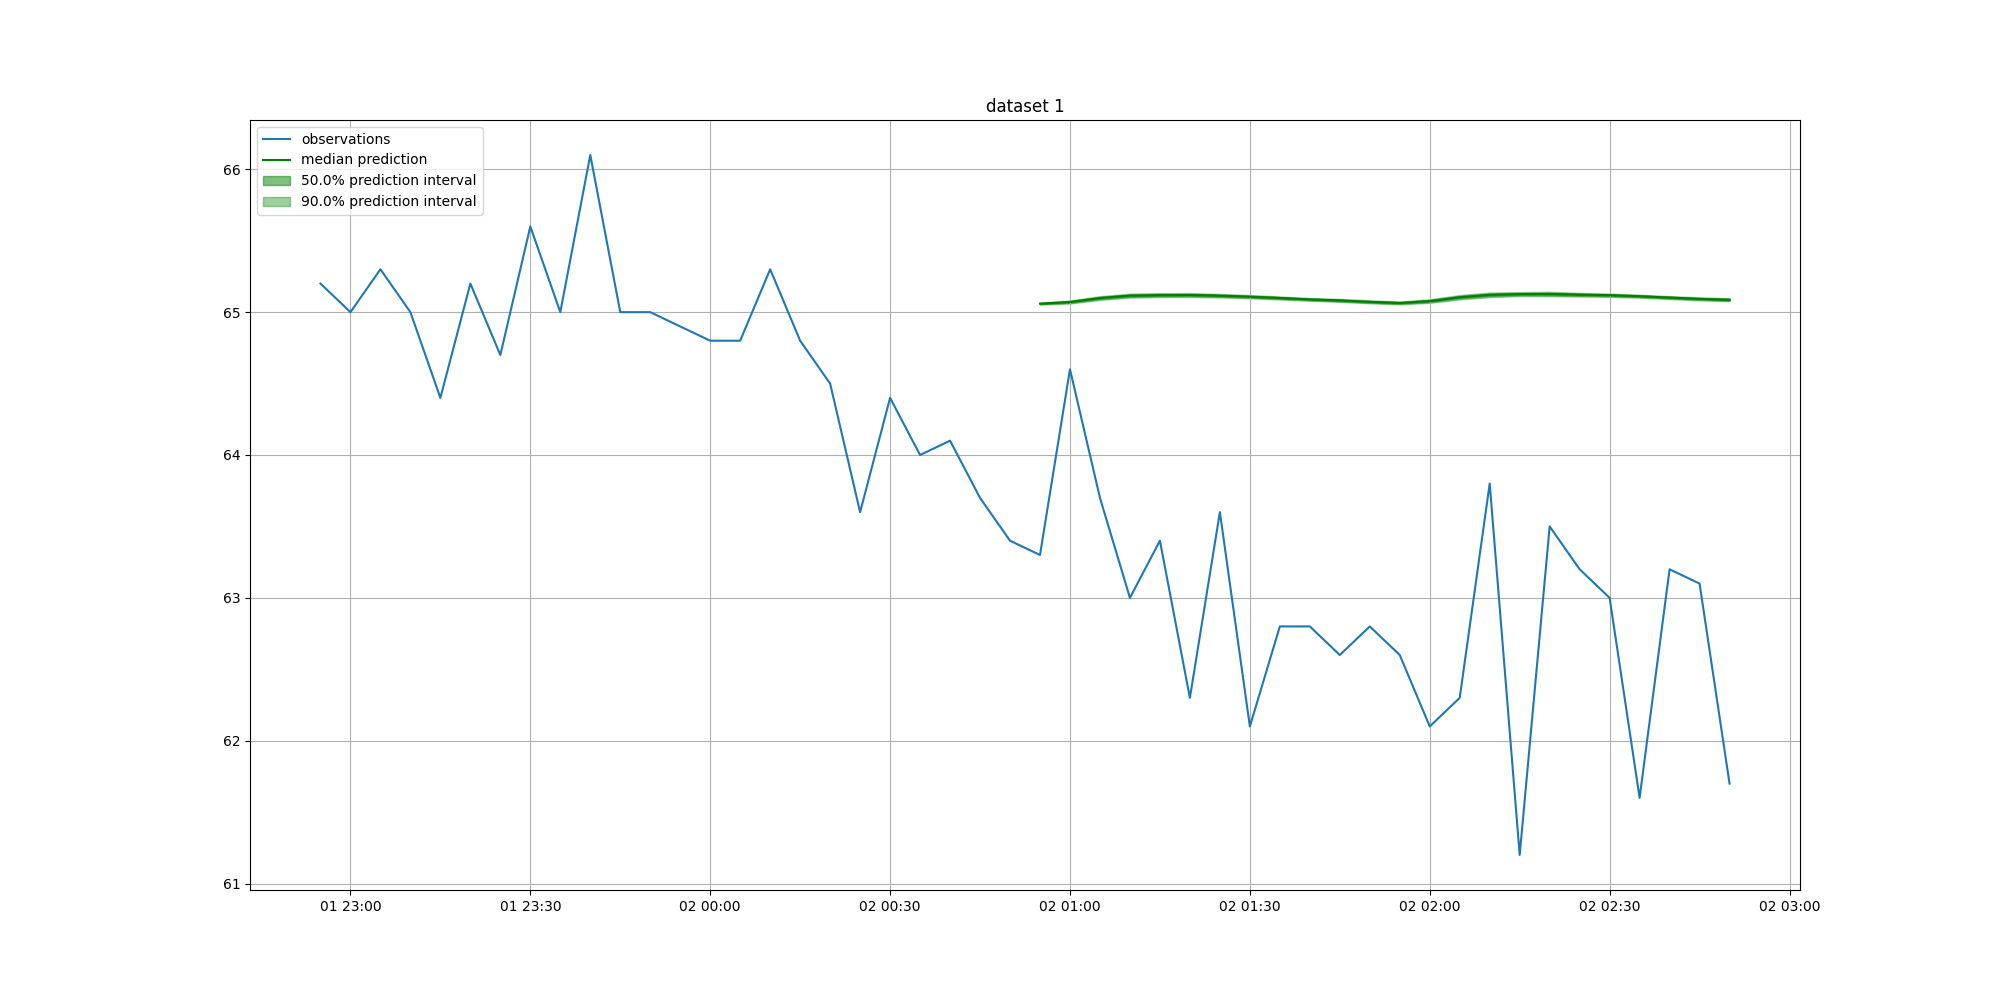 dataset 1
observations
median prediction
50.0% prediction interval
90.0% prediction interval
66
65
64
63
62
61
01 23:00 01 23:30 02 00:00 02 00:30 02 01:00 02 01:30 02 02:00 02 02:30 02 03:00